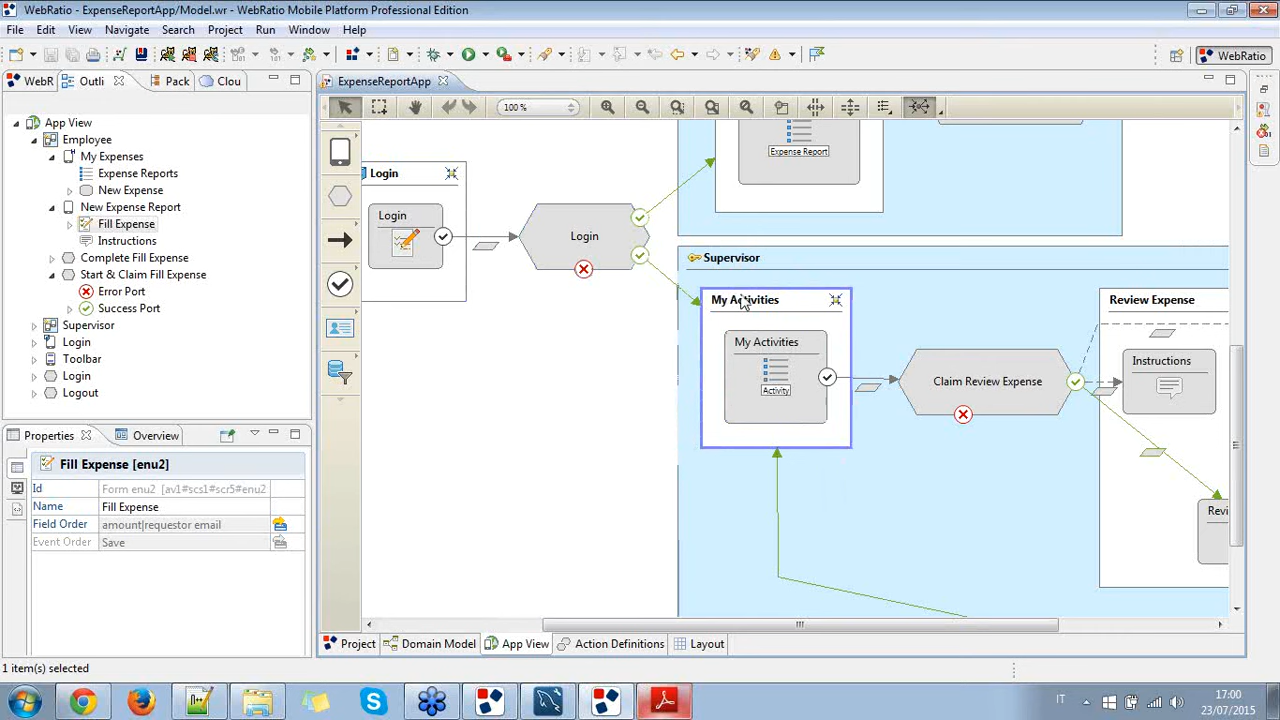 WebRatio - ExpenseReportApp/Model.wr - WebRatio Mobile Platform Professional Edition
File Edit View Navigate Search Project Run Window Help
WebRatio
WebR Outli Pack Clou
ExpenseReportApp
100 %
App View
Employee
My Expenses
Expense Reports
New Expense
New Expense Report
Fill Expense
Instructions
Complete Fill Expense
Start & Claim Fill Expense
Error Port
Success Port
Supervisor
Login
Toolbar
Login
Logout
Expense Report
Login
Login
Login
Supervisor
My Activities
My Activities
Activity
Claim Review Expense
Review Expense
Instructions
Revi
Properties Overview
Fill Expense [enu2]
Id Form enu2 [av1#scs1#scr5#enu2
Name Fill Expense
Field Order amount|requestor email
Event Order Save
Project Domain Model App View Action Definitions Layout
1 item(s) selected
IT
17:00
23/07/2015